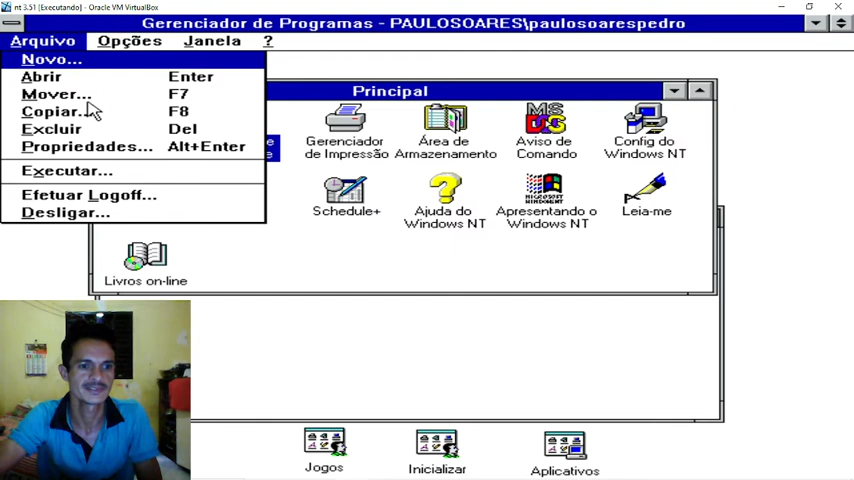 nt 3.51 [Executando] - Oracle VM VirtualBox
Gerenciador de Programas - PAULOSOARES\paulosoarespedro
Arquivo Opções Janela ?
Novo...
Abrir Enter
Mover... F7
Copiar... F8
Excluir Del
Propriedades... Alt+Enter
Executar...
Efetuar Logoff...
Desligar...
Principal
Gerenciador
de Impressão
Área de
Armazenamento
MS
DOS
Aviso de
Comando
Config do
Windows NT
Schedule+
Ajuda do
Windows NT
Apresentando o
Windows NT
Leia-me
Livros on-line
Jogos
Inicializar
Aplicativos